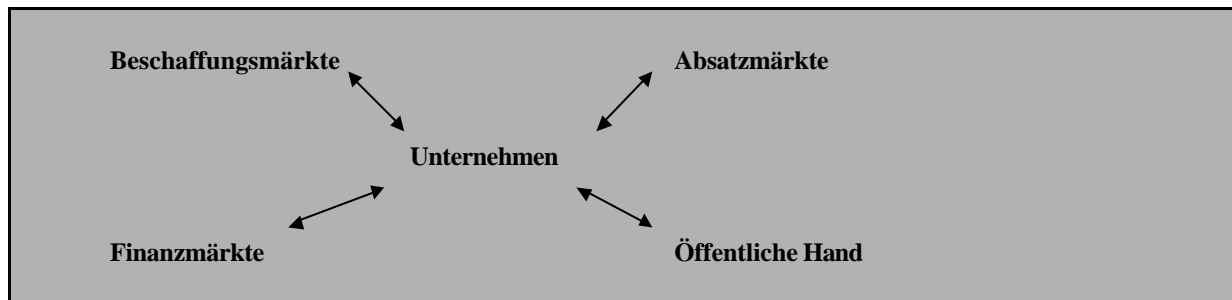 Beschaffungsmärkte Absatzmärkte
Unternehmen
Finanzmärkte Öffentliche Hand